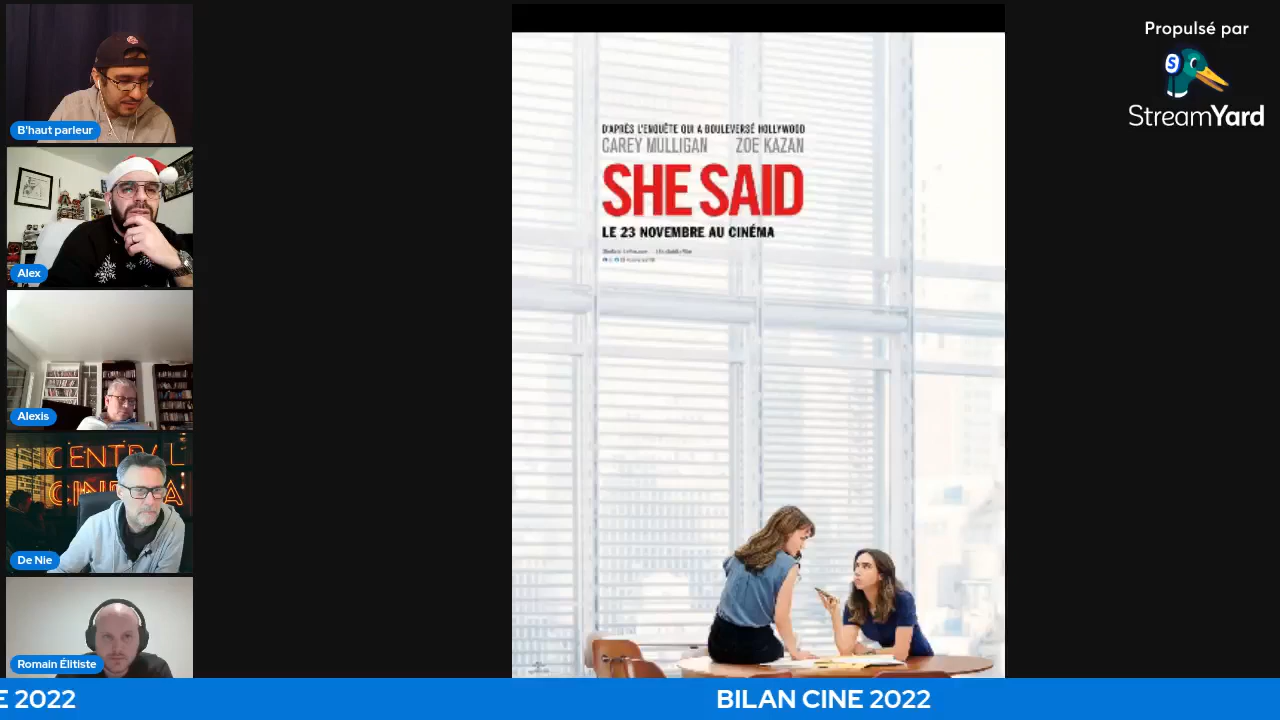 B'haut parleur
Alex
Alexis
CENTRAL
CINEMA
De Nie
Romain Élitiste
D'APRÈS L'ENQUÊTE QUI A BOULEVERSÉ HOLLYWOOD
CAREY MULLIGAN ZOE KAZAN
SHE SAID
LE 23 NOVEMBRE AU CINÉMA
Propulsé par
S
StreamYard
E 2022
BILAN CINE 2022